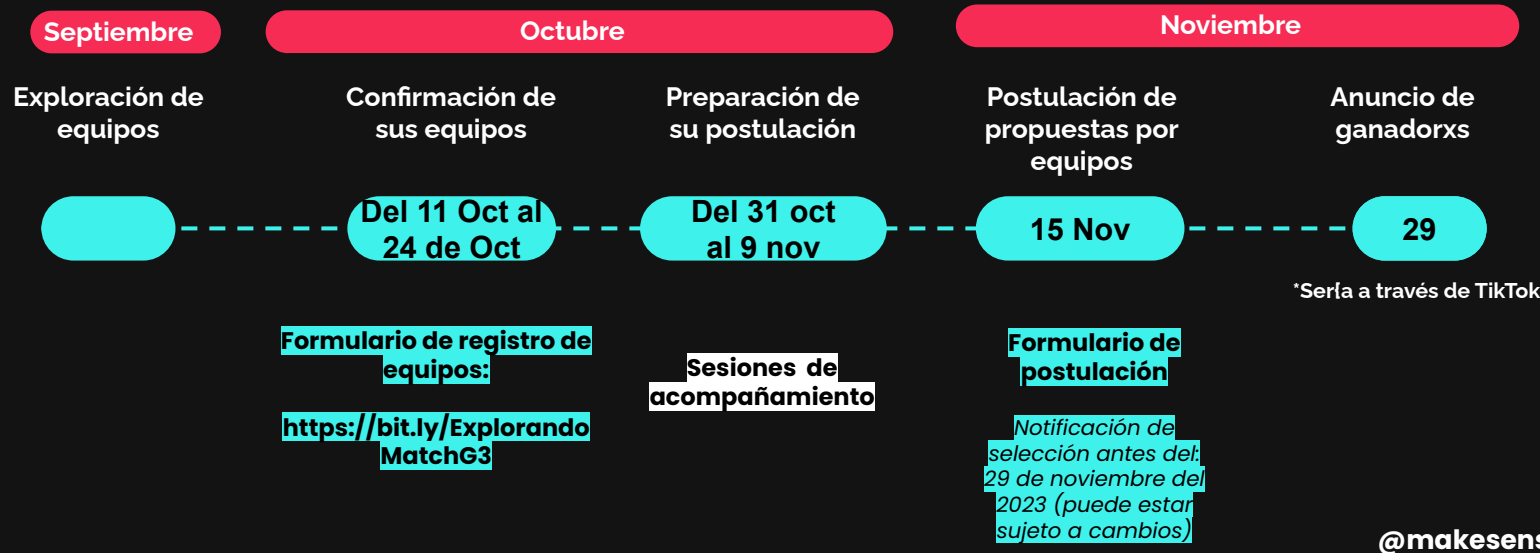 Septiembre
Octubre
Noviembre
Exploración de
equipos
Confirmación de
sus equipos
Preparación de
su postulación
Postulación de
propuestas por
equipos
Anuncio de
ganadorxs
Del 11 Oct al
24 de Oct
Del 31 oct
al 9 nov
15 Nov
29
*Ser{a a través de TikTok
Formulario de registro de
equipos:
https://bit.ly/Explorando
MatchG3
Sesiones de
acompañamiento
Formulario de
postulación
Notificación de
selección antes del:
29 de noviembre del
2023 (puede estar
sujeto a cambios)
@makesens